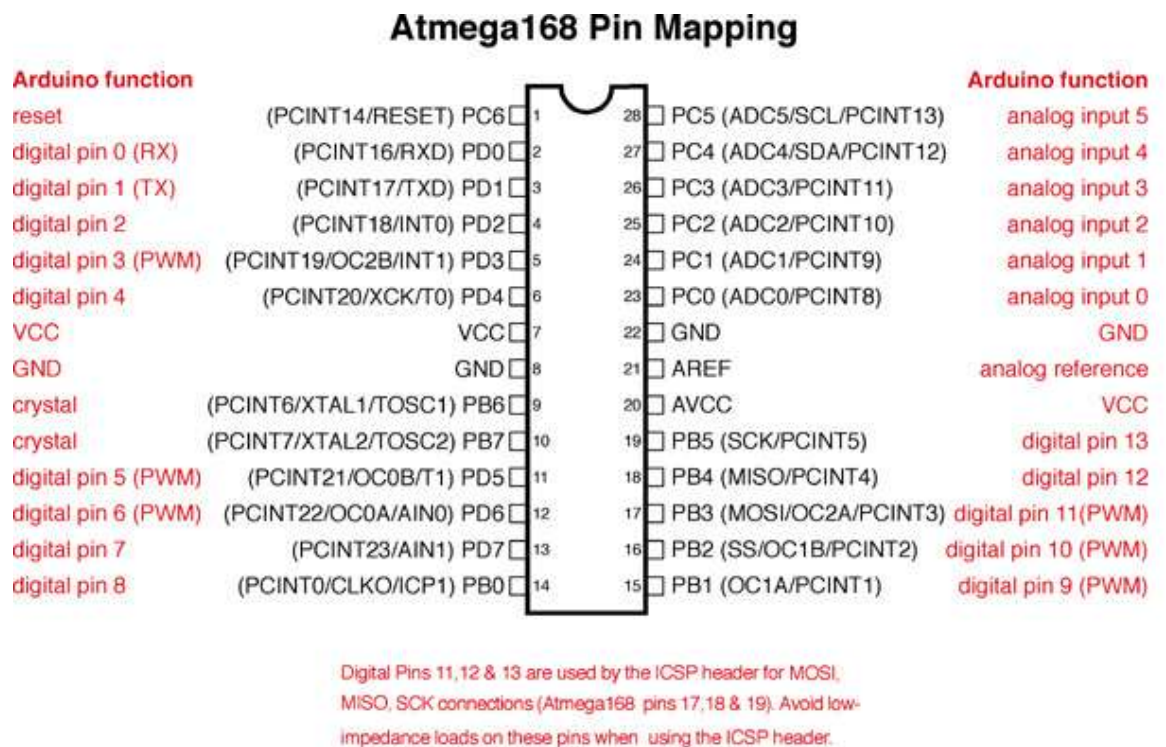 Atmega168 Pin Mapping
Arduino function Arduino function
reset (PCINT14/RESET) PC6 1 28 PC5 (ADC5/SCL/PCINT13) analog input 5
digital pin 0 (RX) (PCINT16/RXD) PD0 2 27 PC4 (ADC4/SDA/PCINT12) analog input 4
digital pin 1 (TX) (PCINT17/TXD) PD1 3 26 PC3 (ADC3/PCINT11) analog input 3
digital pin 2 (PCINT18/INT0) PD2 4 25 PC2 (ADC2/PCINT10) analog input 2
digital pin 3 (PWM) (PCINT19/OC2B/INT1) PD3 5 24 PC1 (ADC1/PCINT9) analog input 1
digital pin 4 (PCINT20/XCK/T0) PD4 6 23 PC0 (ADC0/PCINT8) analog input 0
VCC VCC 7 22 GND GND
GND GND 8 21 AREF analog reference
crystal (PCINT6/XTAL1/TOSC1) PB6 9 20 AVCC VCC
crystal (PCINT7/XTAL2/TOSC2) PB7 10 19 PB5 (SCK/PCINT5) digital pin 13
digital pin 5 (PWM) (PCINT21/OC0B/T1) PD5 11 18 PB4 (MISO/PCINT4) digital pin 12
digital pin 6 (PWM) (PCINT22/OC0A/AIN0) PD6 12 17 PB3 (MOSI/OC2A/PCINT3) digital pin 11(PWM)
digital pin 7 (PCINT23/AIN1) PD7 13 16 PB2 (SS/OC1B/PCINT2) digital pin 10 (PWM)
digital pin 8 (PCINT0/CLKO/ICP1) PB0 14 15 PB1 (OC1A/PCINT1) digital pin 9 (PWM)
Digital Pins 11,12 & 13 are used by the ICSP header for MOSI,
MISO, SCK connections (Atmega168 pins 17,18 & 19). Avoid low-
impedance loads on these pins when using the ICSP header.